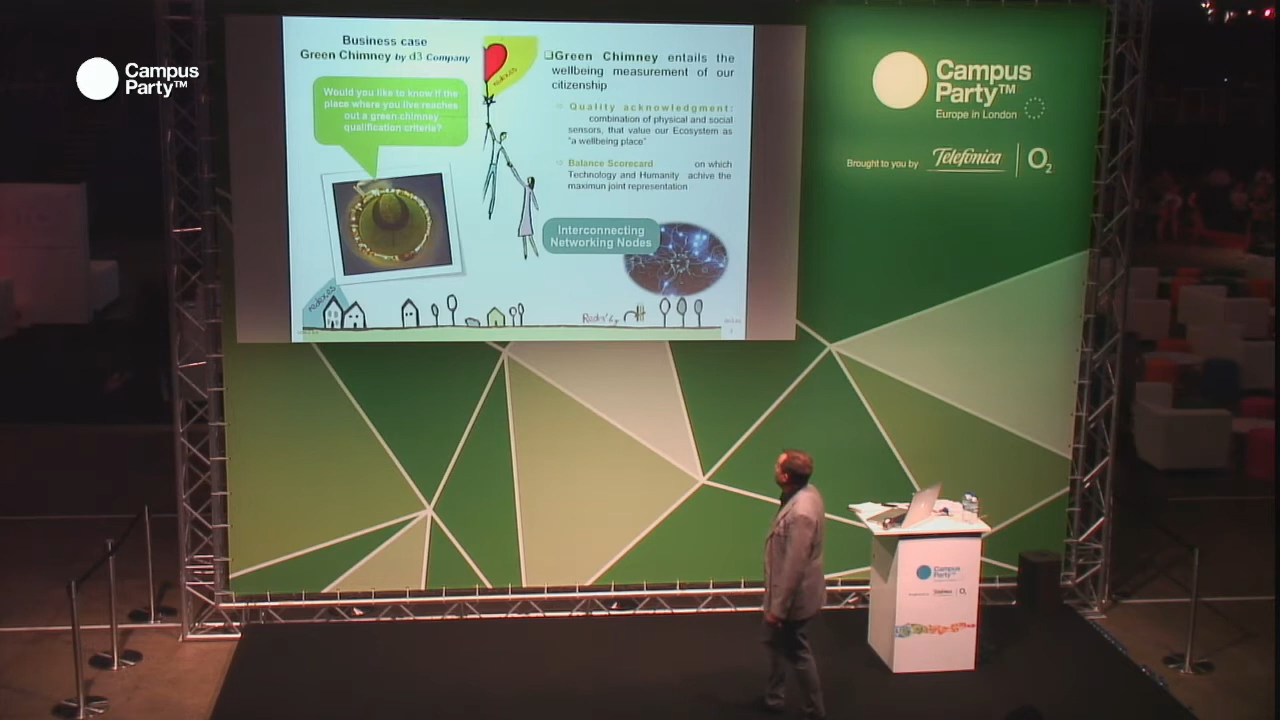 Campus
Party™
Business case
Green Chimney by d3 Company
Would you like to know if the
place where you live reaches
out a green chimney
qualification criteria?
redexas
❑Green Chimney entails the
wellbeing measurement of our
citizenship
Quality acknowledgment:
combination of physical and social
sensors, that value our Ecosystem as
"a wellbeing place"
Balance Scorecard on which
Technology and Humanity achive the
maximun joint representation
Interconnecting
Networking Nodes
redexas
Campus
Party™
Europe in London
Brought to you by Telefonica O2
Campus
Party™